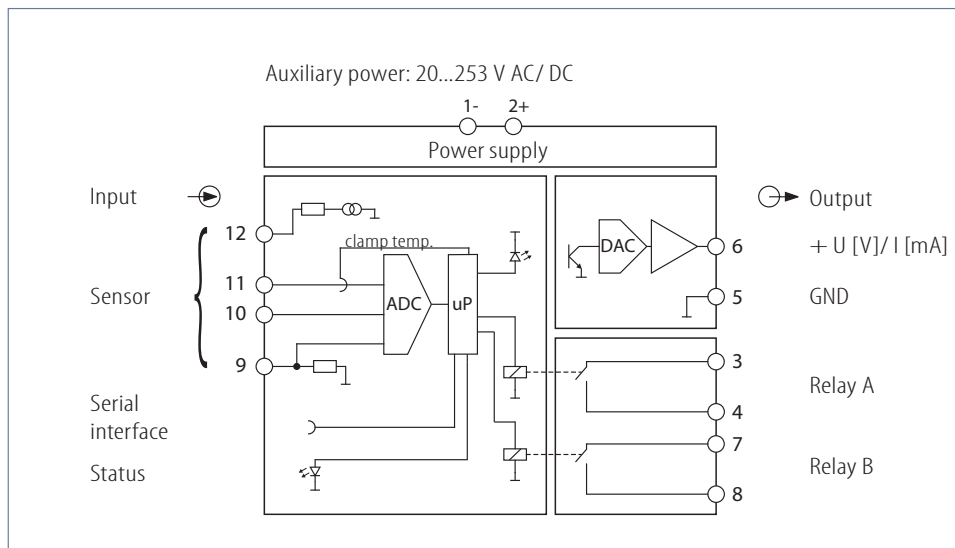 Auxiliary power: 20...253 V AC/ DC
1- 2+
Power supply
Input
Output
12
clamp temp.
DAC
6
+ U [V]/ I [mA]
11
Sensor
ADC
uP
5
GND
10
9
3
Relay A
4
Serial
interface
7
Status
Relay B
8